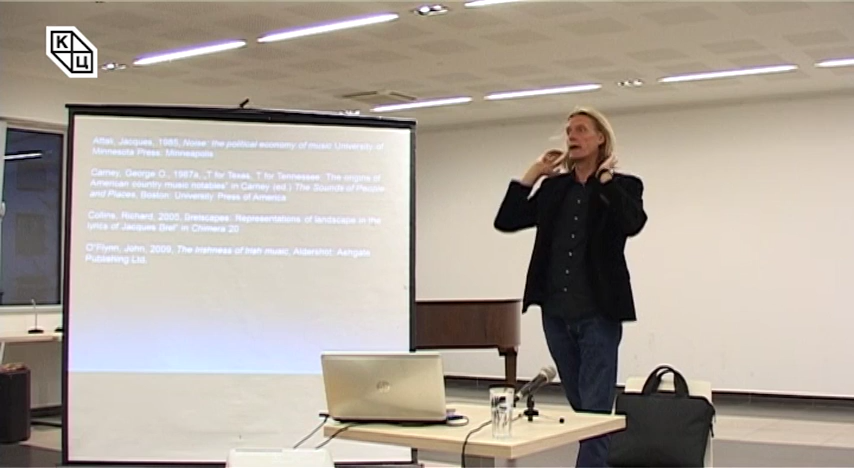 К
Ц
Attali, Jacques, 1985, Noise: the political economy of music University of
Minnesota Press: Minneapolis
Carney, George O., 1987a, „T for Texas, T for Tennessee: The origins of
American country music notables" in Carney (ed.) The Sounds of People
and Places, Boston: University Press of America
Collins, Richard, 2005, Brelscapes: Representations of landscape in the
lyrics of Jacques Brel" in Chimera 20
O'Flynn, John, 2009, The Irishness of Irish music, Aldershot: Ashgate
Publishing Ltd.
hp